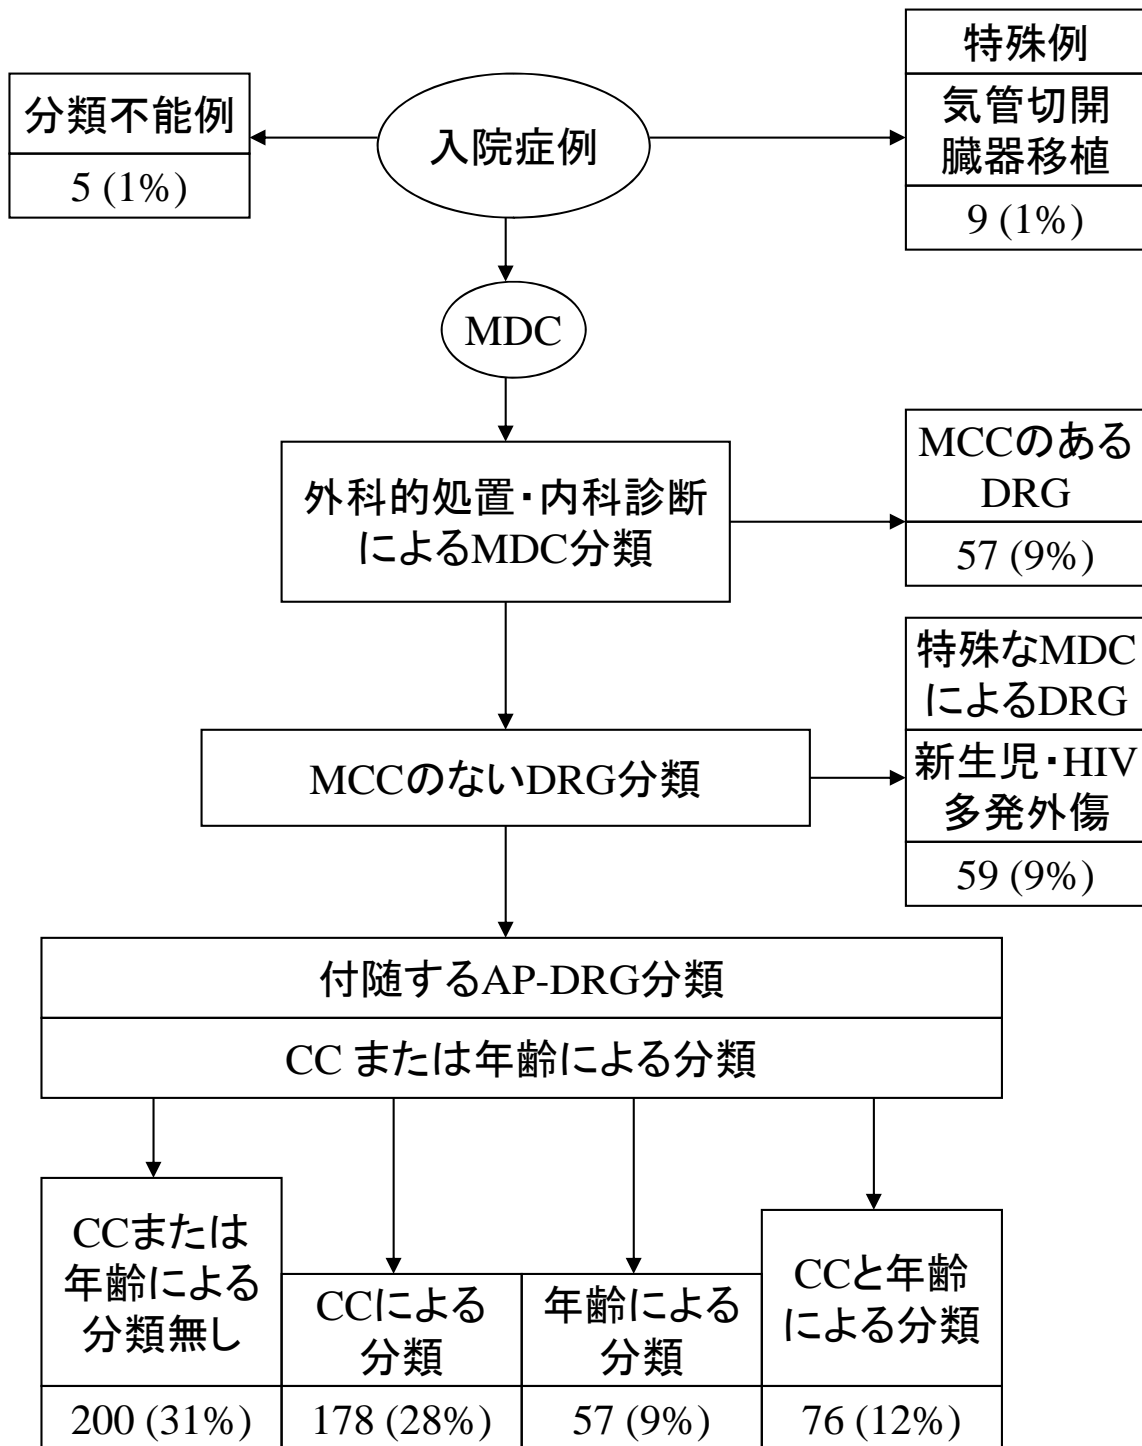 特殊例
分類不能例
入院症例
気管切開
臓器移植
5 (1%)
9 (1%)
MDC
外科的処置・内科診断
によるMDC分類
MCCのある
DRG
57 (9%)
特殊なMDC
によるDRG
MCCのないDRG分類
新生児・HIV
多発外傷
59 (9%)
付随するAP-DRG分類
CC または年齢による分類
CCまたは
年齢による
分類無し
200 (31%)
CCによる
分類
178 (28%)
年齢による
分類
57 (9%)
CCと年齢
による分類
76 (12%)